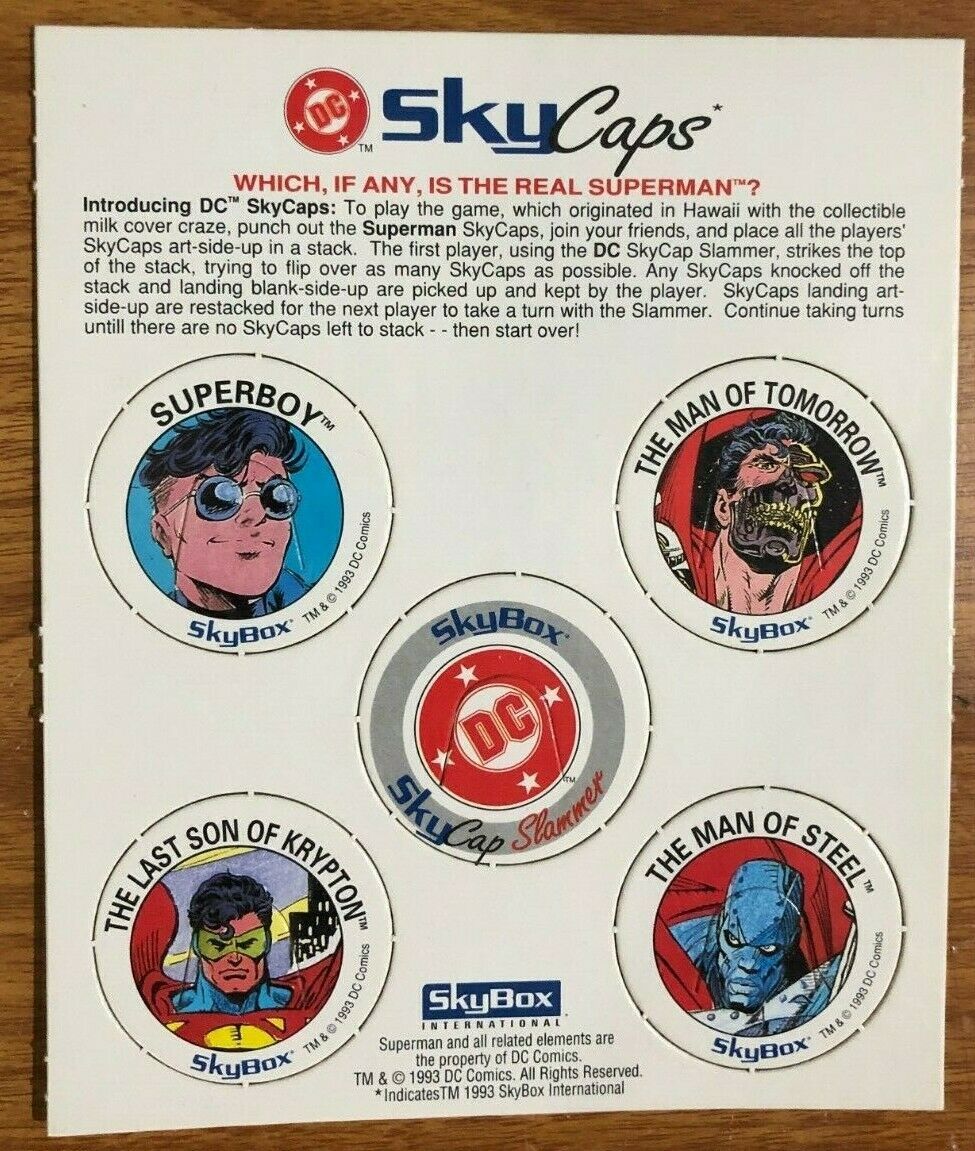 DC SkyCaps*
TM
WHICH, IF ANY, IS THE REAL SUPERMAN™?
Introducing DC™ SkyCaps: To play the game, which originated in Hawaii with the collectible
milk cover craze, punch out the Superman SkyCaps, join your friends, and place all the players'
SkyCaps art-side-up in a stack. The first player, using the DC SkyCap Slammer, strikes the top
of the stack, trying to flip over as many SkyCaps as possible. Any SkyCaps knocked off the
stack and landing blank-side-up are picked up and kept by the player. SkyCaps landing art-
side-up are restacked for the next player to take a turn with the Slammer. Continue taking turns
untill there are no SkyCaps left to stack - - then start over!
SUPERBOY™
SkyBox* TM & © 1993 DC Comics
THE MAN OF TOMORROW™
SkyBox* TM & © 1993 DC Comics
SkyBox*
DC
TM
SkyCap Slammer
THE LAST SON OF KRYPTON™
SkyBox* TM & © 1993 DC Comics
THE MAN OF STEEL™
SkyBox* TM & © 1993 DC Comics
SkyBox
INTERNATIONAL
Superman and all related elements are
the property of DC Comics.
TM & © 1993 DC Comics. All Rights Reserved.
*IndicatesTM 1993 SkyBox International